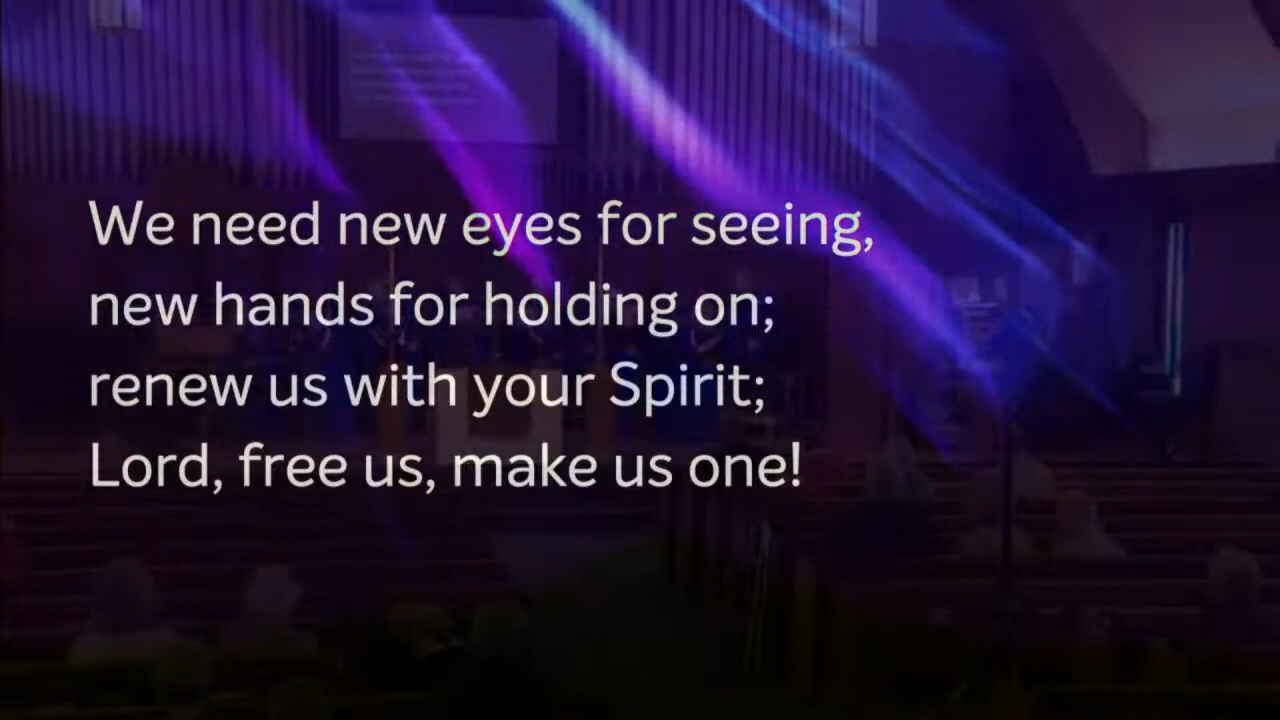 We need new eyes for seeing,
new hands for holding on;
renew us with your Spirit;
Lord, free us, make us one!